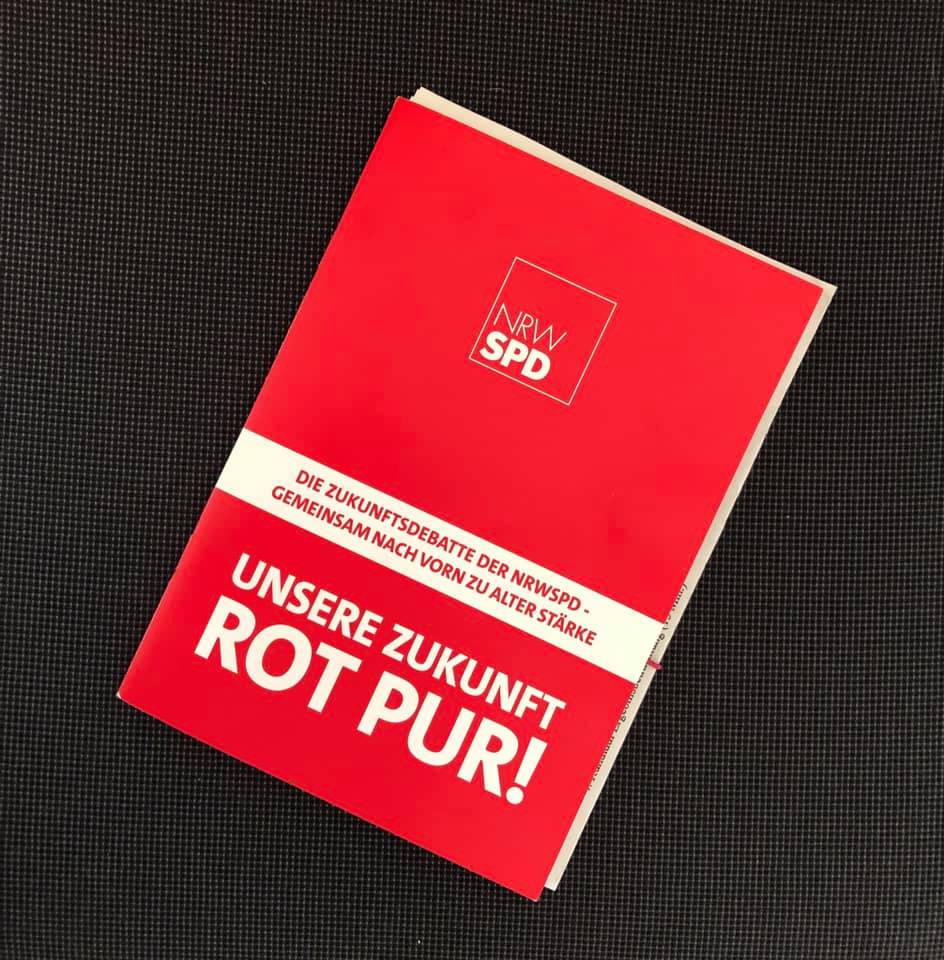 NRW
SPD
DIE ZUKUNFTSDEBATTE DER NRWSPD -
GEMEINSAM NACH VORN ZU ALTER STÄRKE
UNSERE ZUKUNFT
ROT PUR!